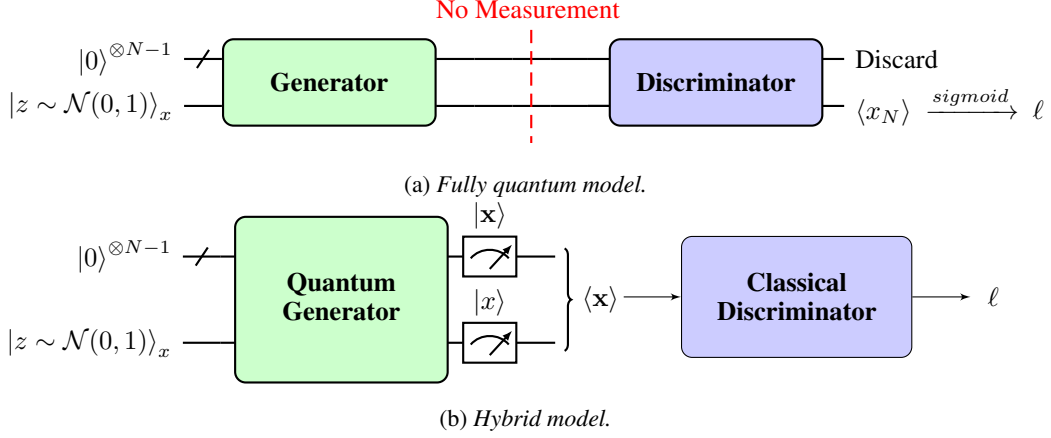 No Measurement
|0⟩^{⊗N−1} Generator Discriminator Discard
|z ∼ 𝒩(0, 1)⟩_x ⟨x_N⟩ sigmoid ℓ
(a) Fully quantum model.
|𝐱⟩
|0⟩^{⊗N−1}
Quantum Generator |x⟩ ⟨𝐱⟩ Classical Discriminator ℓ
|z ∼ 𝒩(0, 1)⟩_x
(b) Hybrid model.